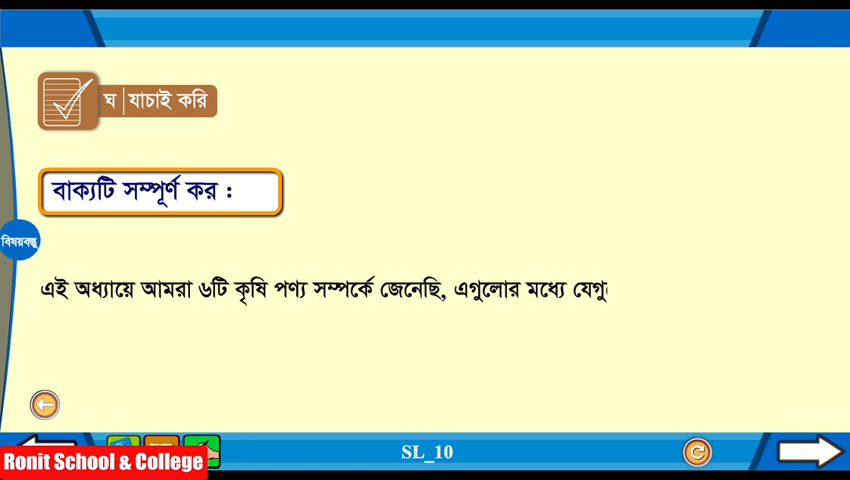 ঘ | যাচাই করি
বাক্যটি সম্পূর্ণ কর :
বিষয়বস্তু
এই অধ্যায়ে আমরা ৬টি কৃষি পণ্য সম্পর্কে জেনেছি, এগুলোর মধ্যে
SL_10
Ronit School & College